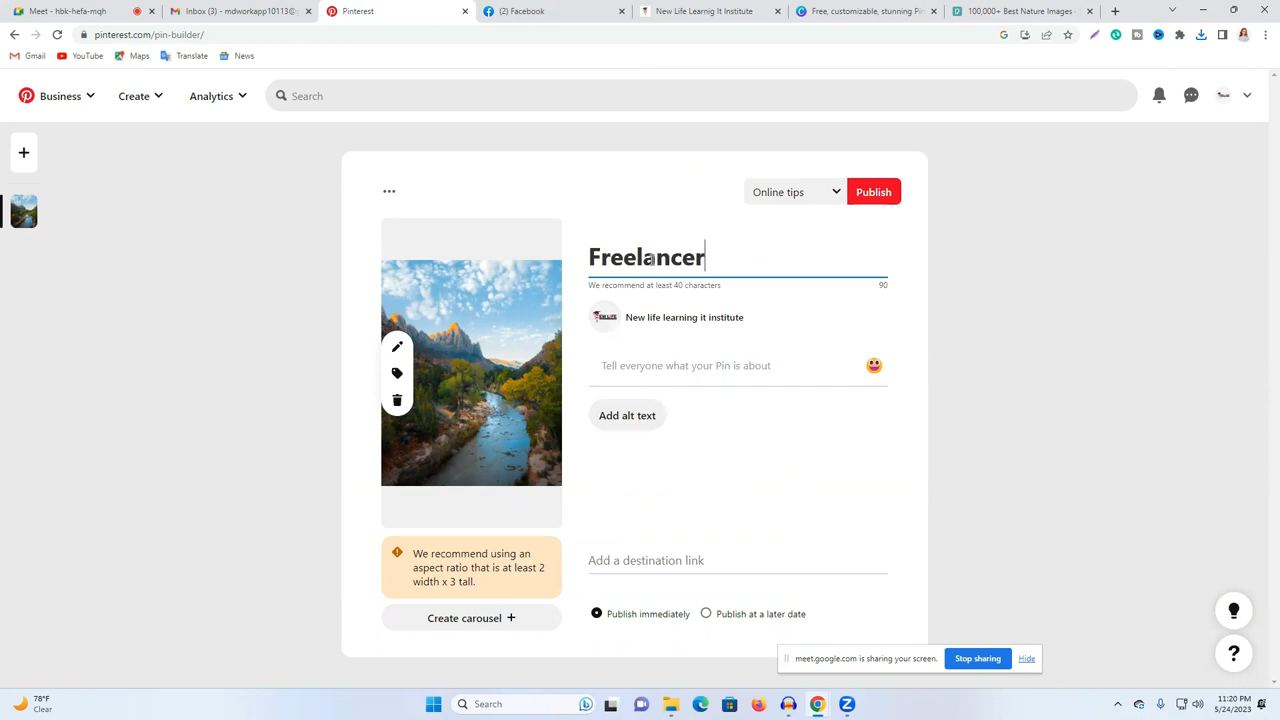 Meet - hbk-hefa-mqh
Inbox (3) - mdworkapp10113@g
Pinterest
(2) Facebook
New Life Learnig It Institute
Free, customizable, stunning Pin
100,000+ Best Nature Images
pinterest.com/pin-builder/
Gmail
YouTube
Maps
Translate
News
Business
Create
Analytics
Search
Online tips
Publish
Freelancer
We recommend at least 40 characters
90
New life learning it institute
Tell everyone what your Pin is about
Add alt text
We recommend using an
aspect ratio that is at least 2
width x 3 tall.
Add a destination link
Create carousel +
Publish immediately
Publish at a later date
meet.google.com is sharing your screen.
Stop sharing
Hide
?
78°F
Clear
Search
11:20 PM
5/24/2023